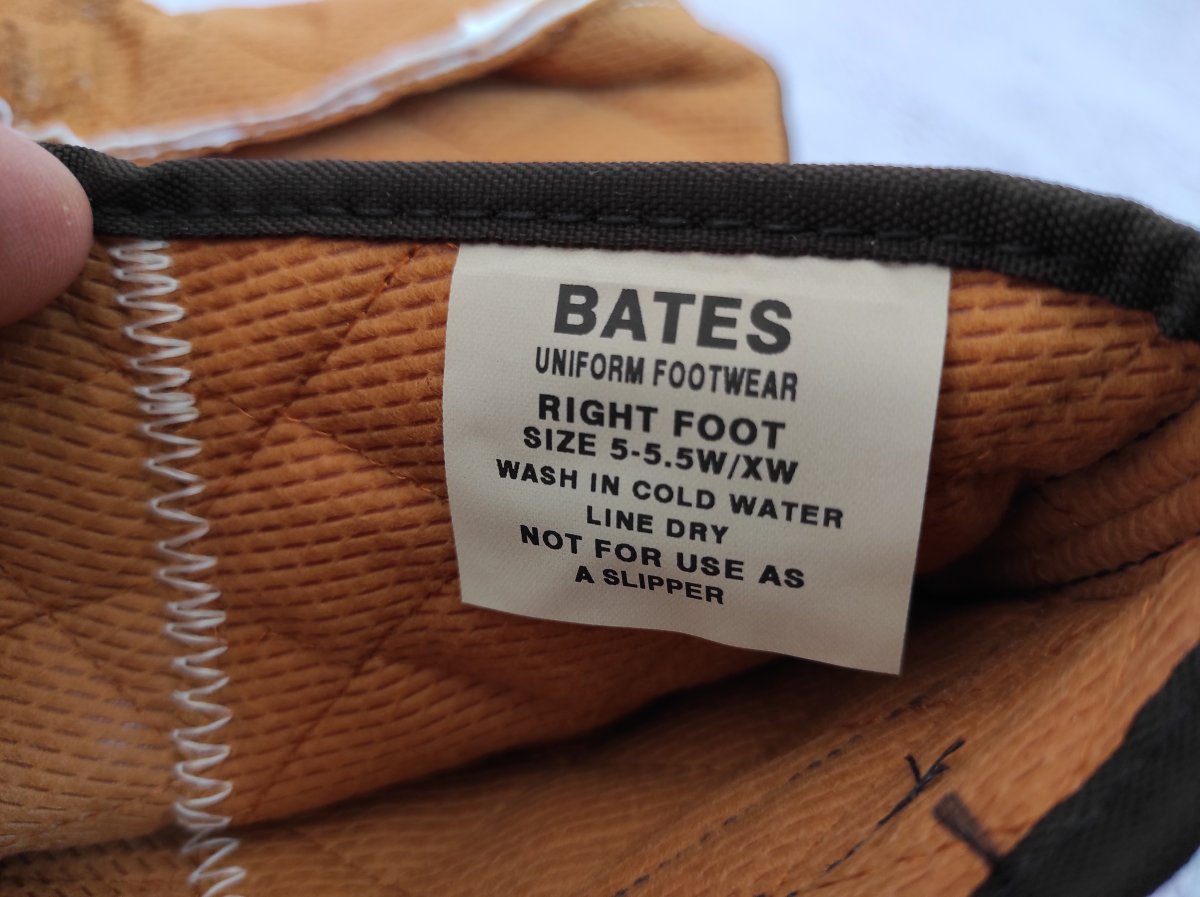 BATES
UNIFORM FOOTWEAR
RIGHT FOOT
SIZE 5-5.5W/XW
WASH IN COLD WATER
LINE DRY
NOT FOR USE AS
A SLIPPER